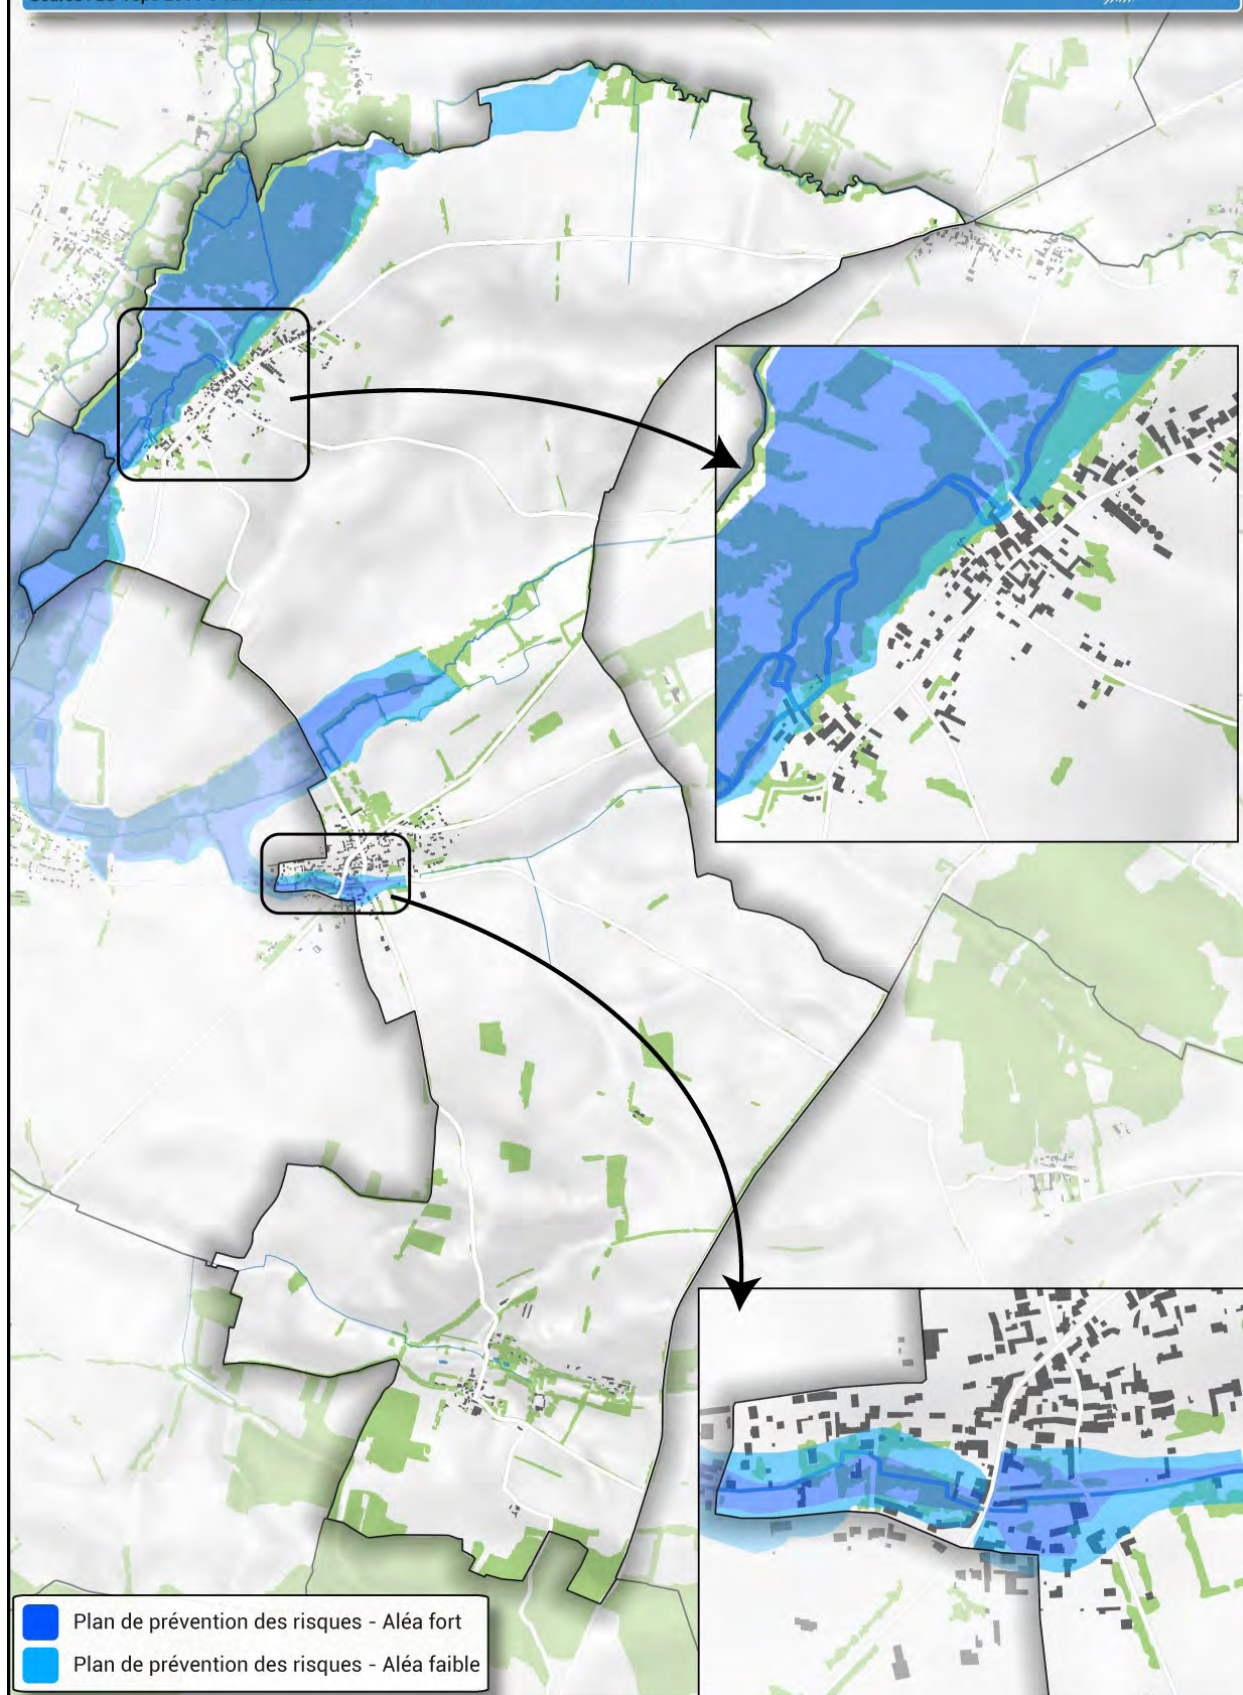 Plan de prévention des risques - Aléa fort
Plan de prévention des risques - Aléa faible